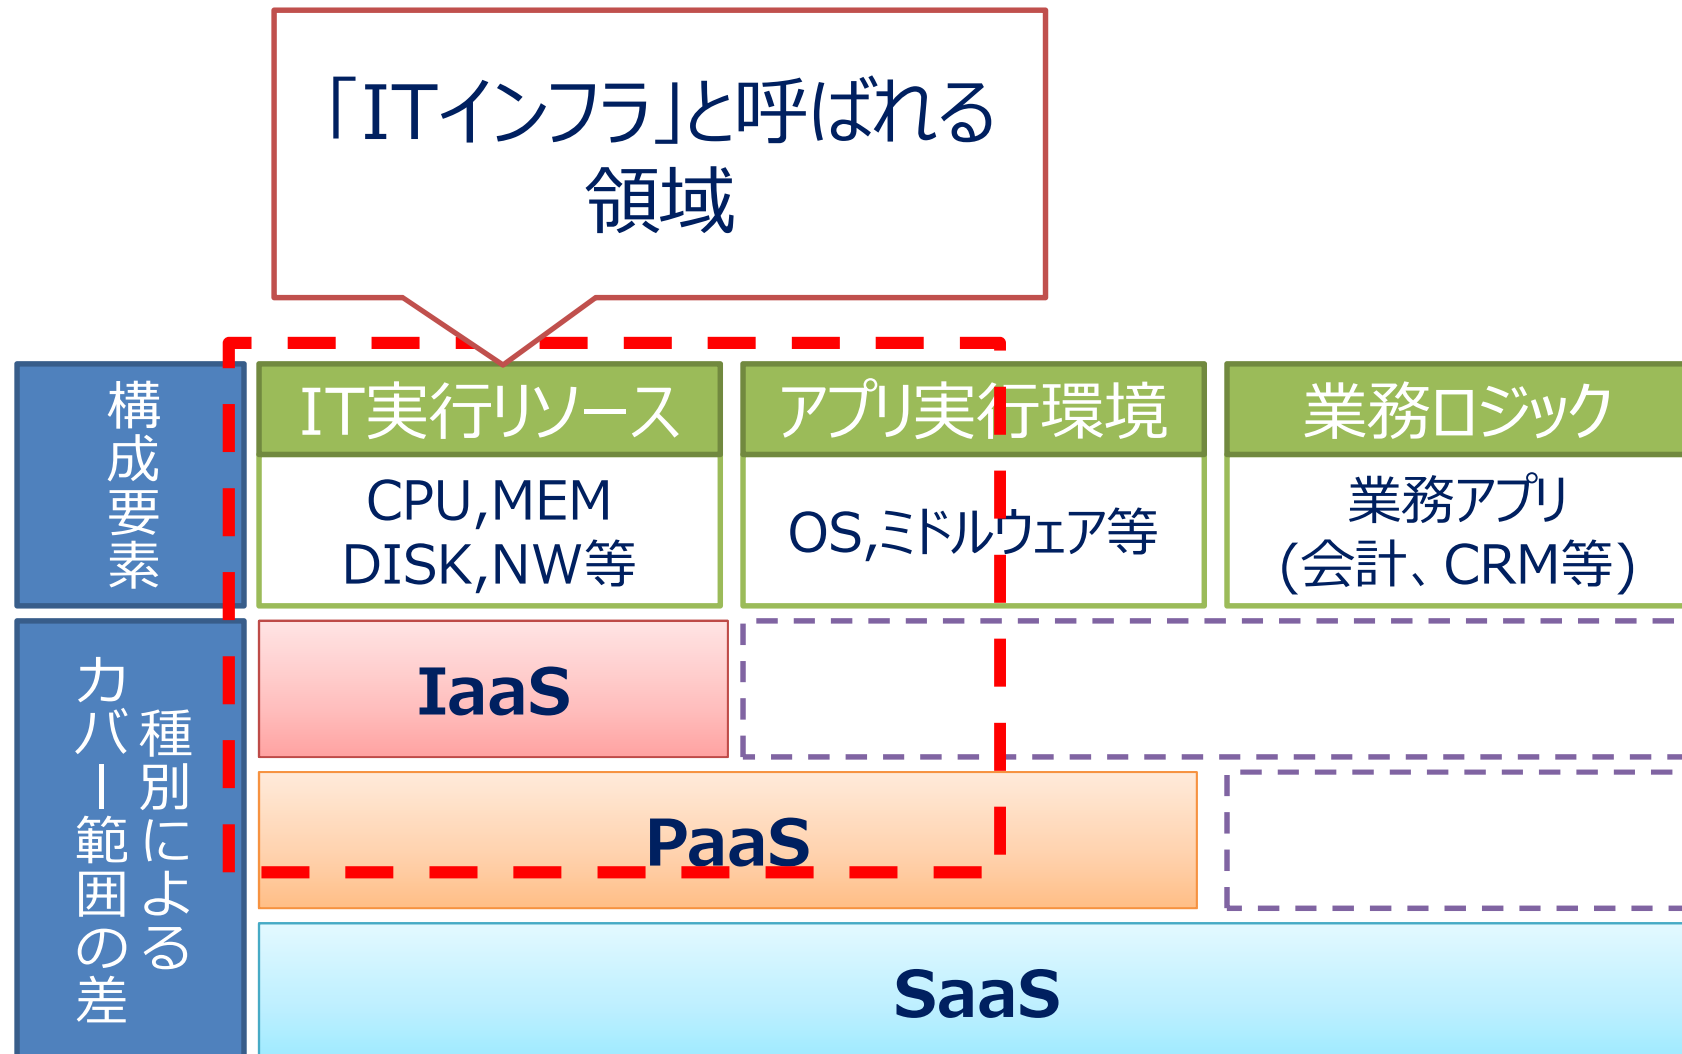 「ITインフラ」と呼ばれる
領域
構成要素
IT実行リソース
アプリ実行環境
業務ロジック
CPU,MEM
DISK,NW等
OS,ミドルウェア等
業務アプリ
(会計、CRM等)
種別による
カバー範囲の差
IaaS
PaaS
SaaS